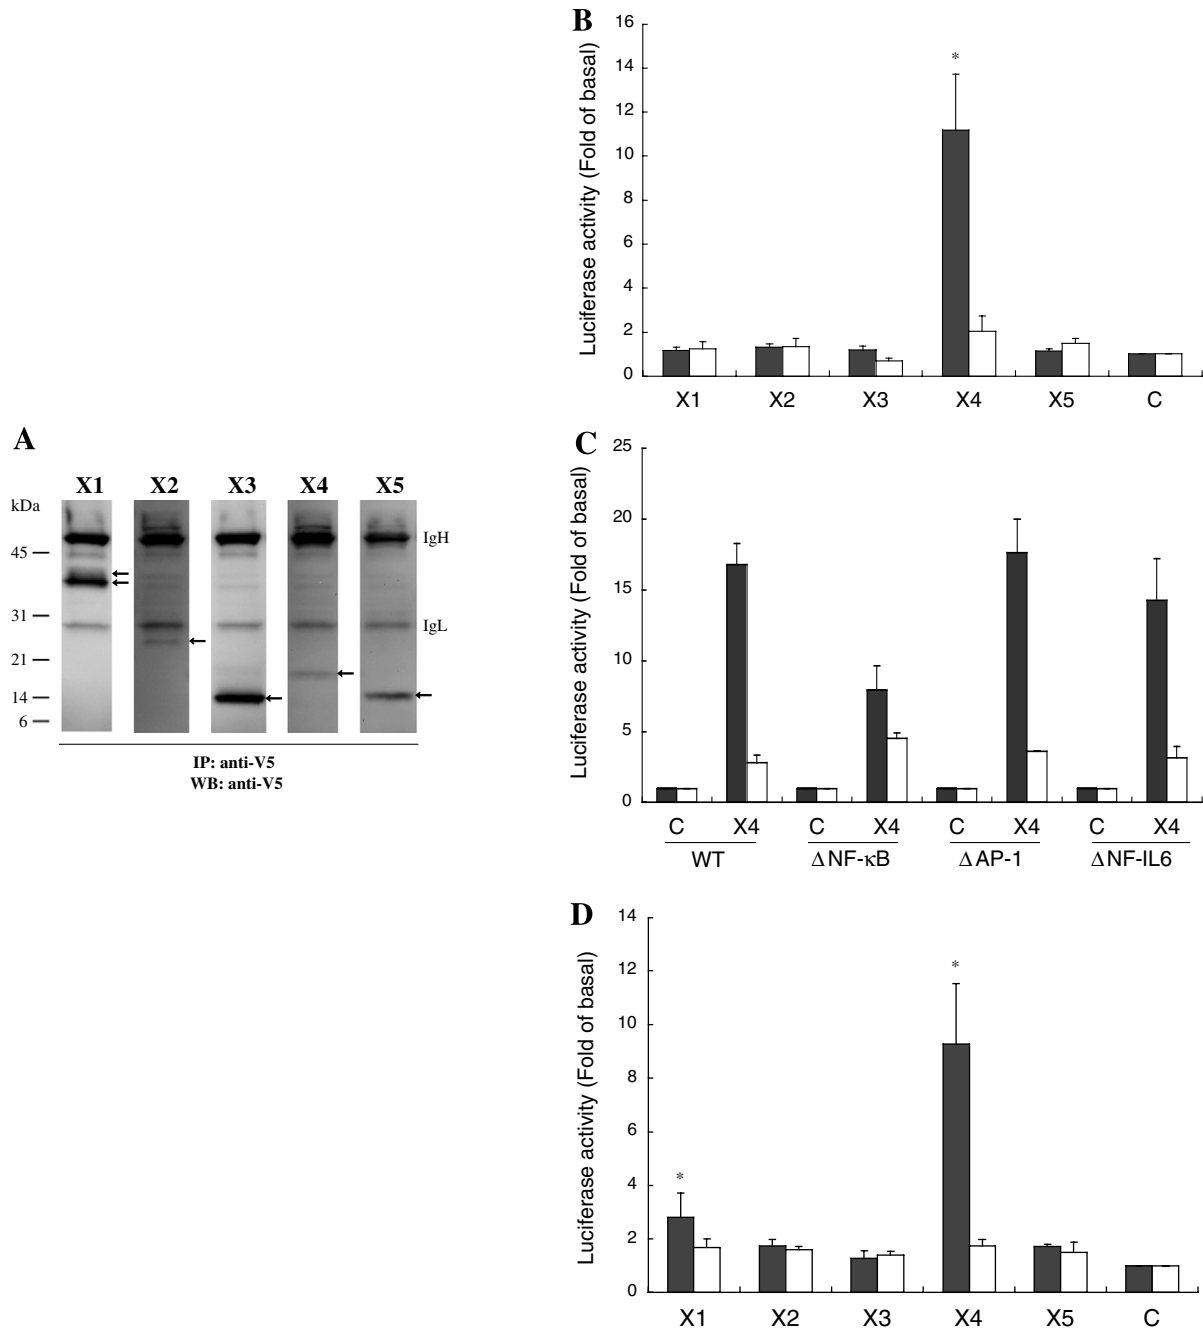 A
X1 X2 X3 X4 X5
kDa
45
31
21
14
6
IgH
IgL
IP: anti-V5
WB: anti-V5
B
Luciferase activity (Fold of basal)
16
14
12
10
8
6
4
2
0
*
X1 X2 X3 X4 X5 C
C
Luciferase activity (Fold of basal)
25
20
15
10
5
0
C X4 C X4 C X4 C X4
WT ΔNF-κB ΔAP-1 ΔNF-IL6
D
Luciferase activity (Fold of basal)
14
12
10
8
6
4
2
0
* *
X1 X2 X3 X4 X5 C